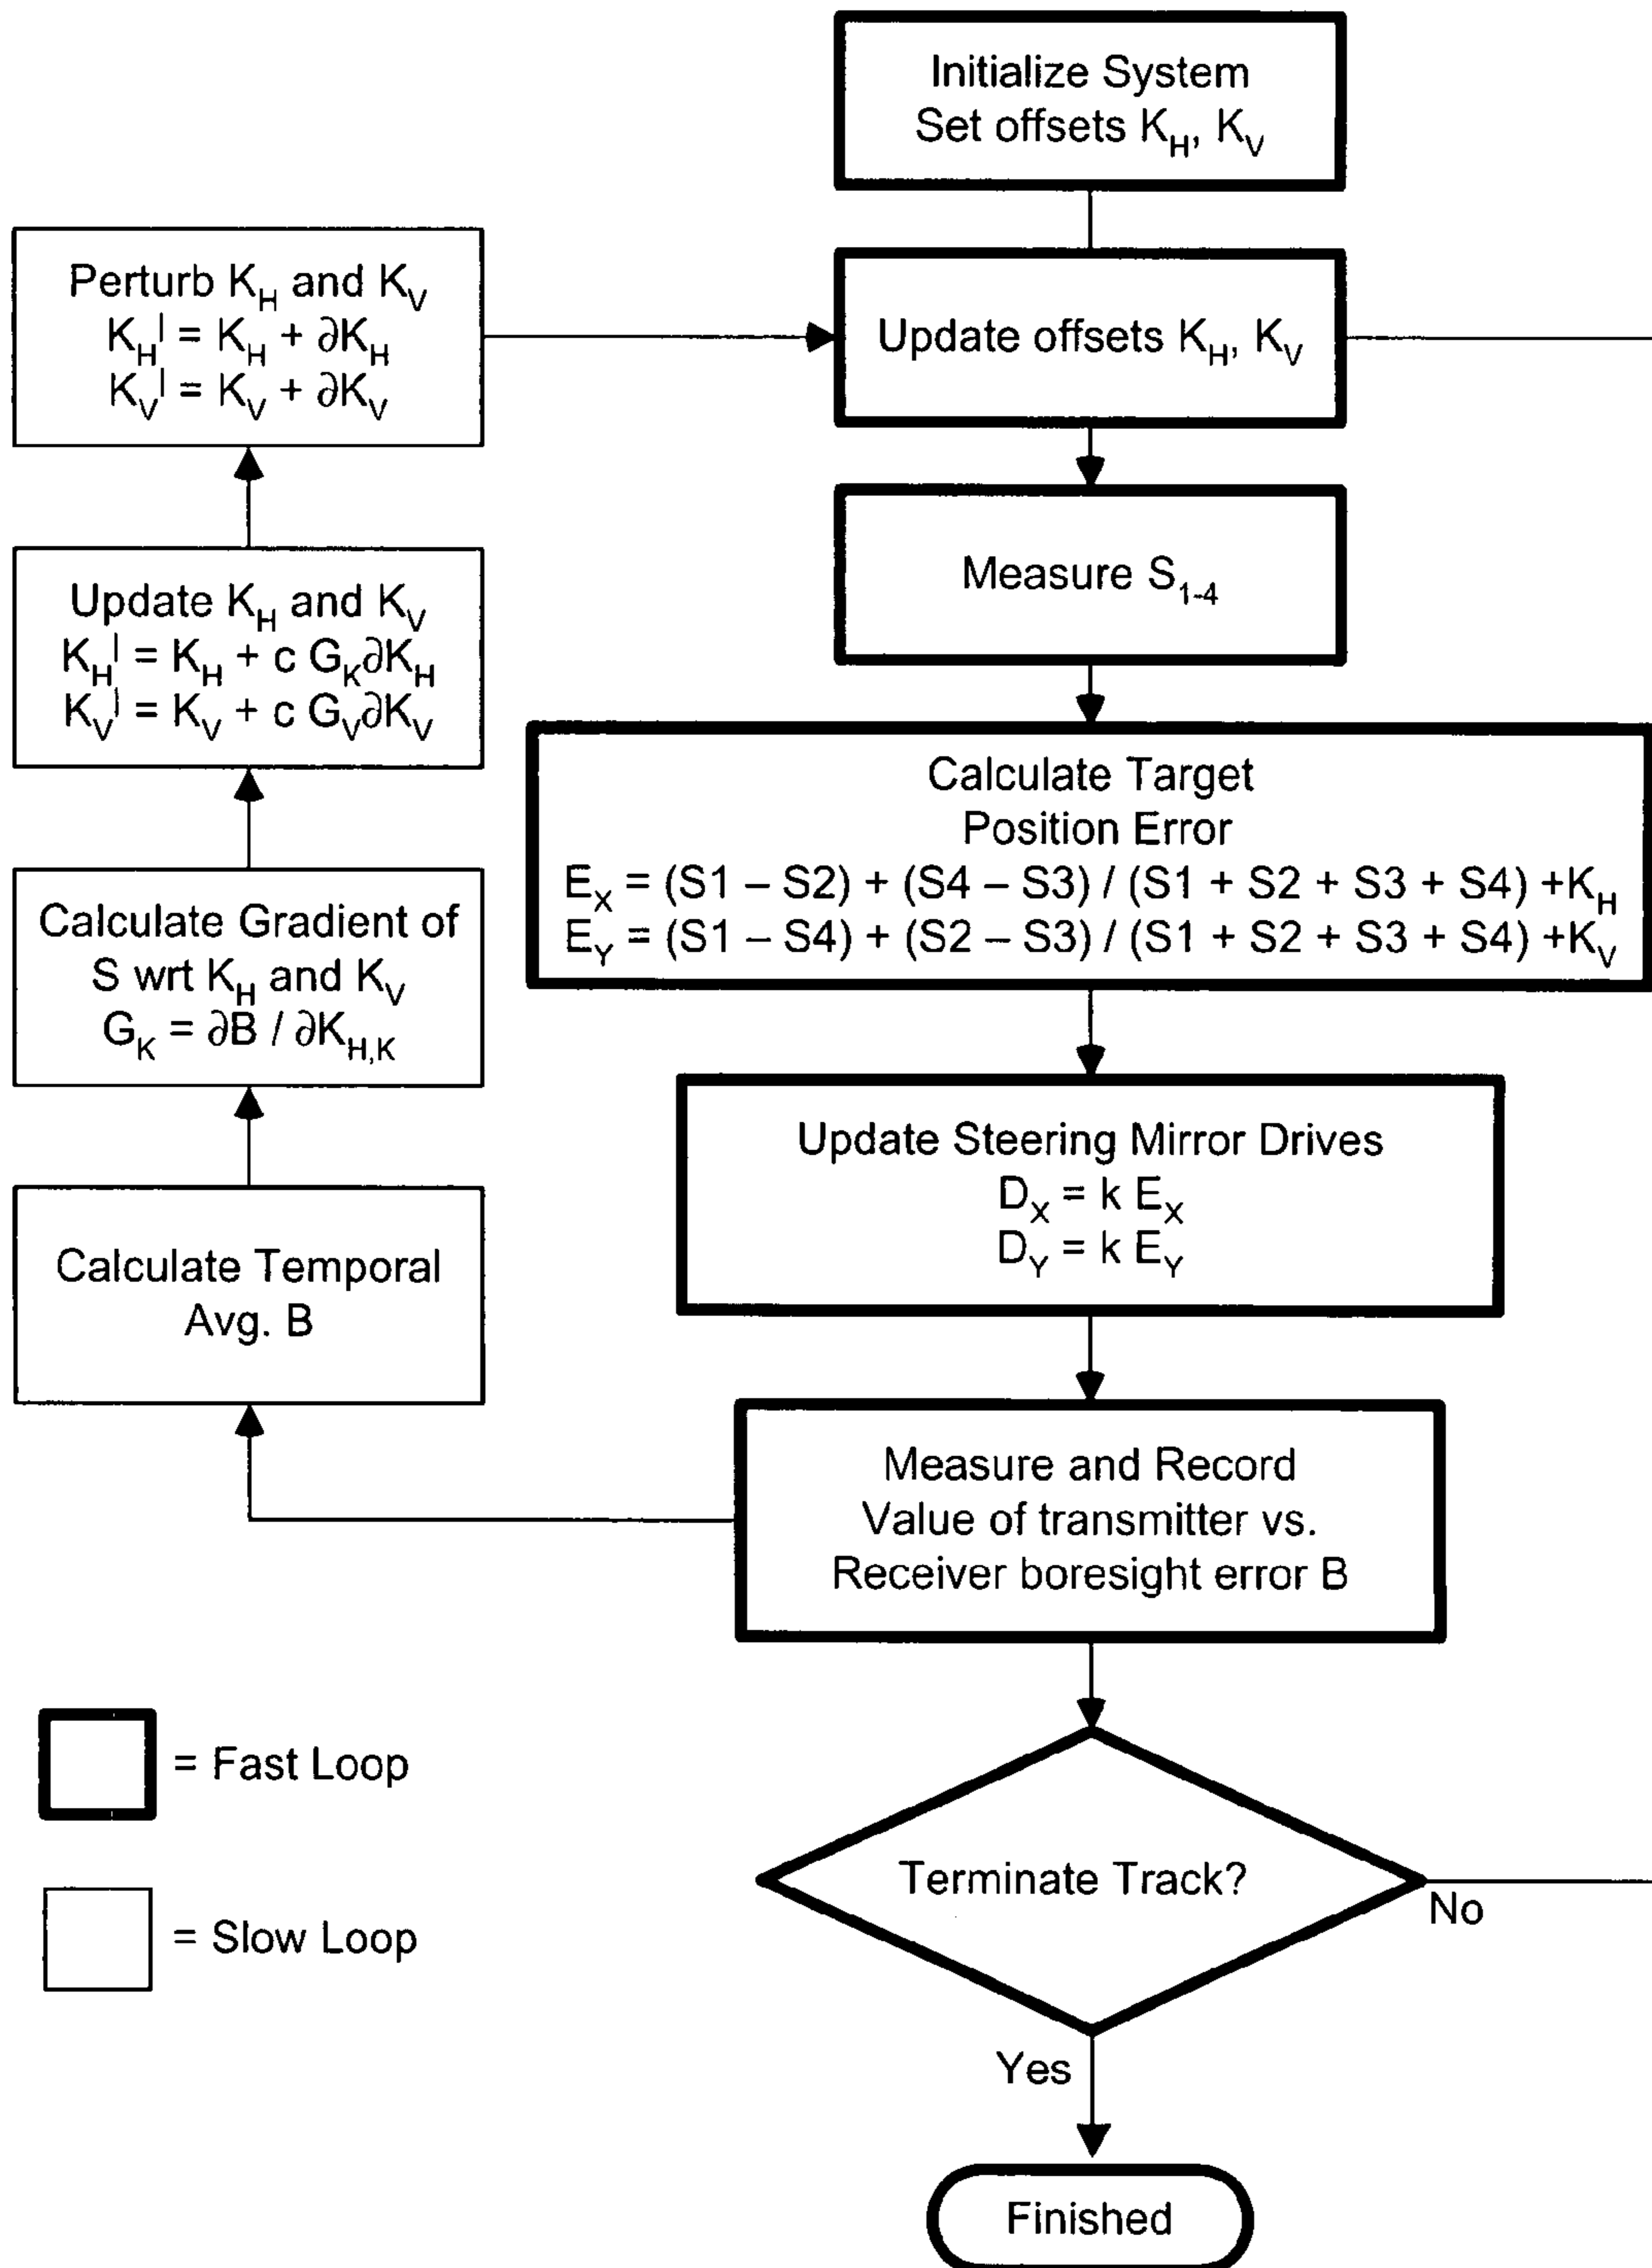 Initialize System
Set offsets K_H, K_V
Update offsets K_H, K_V
Measure S_1-4
Calculate Target
Position Error
E_X = (S1 – S2) + (S4 – S3) / (S1 + S2 + S3 + S4) +K_H
E_Y = (S1 – S4) + (S2 – S3) / (S1 + S2 + S3 + S4) +K_V
Update Steering Mirror Drives
D_X = k E_X
D_Y = k E_Y
Measure and Record
Value of transmitter vs.
Receiver boresight error B
Terminate Track?
No
Yes
Finished
Calculate Temporal
Avg. B
Calculate Gradient of
S wrt K_H and K_V
G_K = ∂B / ∂K_H,K
Update K_H and K_V
K_H^| = K_H + c G_K∂K_H
K_V^| = K_V + c G_V∂K_V
Perturb K_H and K_V
K_H^| = K_H + ∂K_H
K_V^| = K_V + ∂K_V
= Fast Loop
= Slow Loop